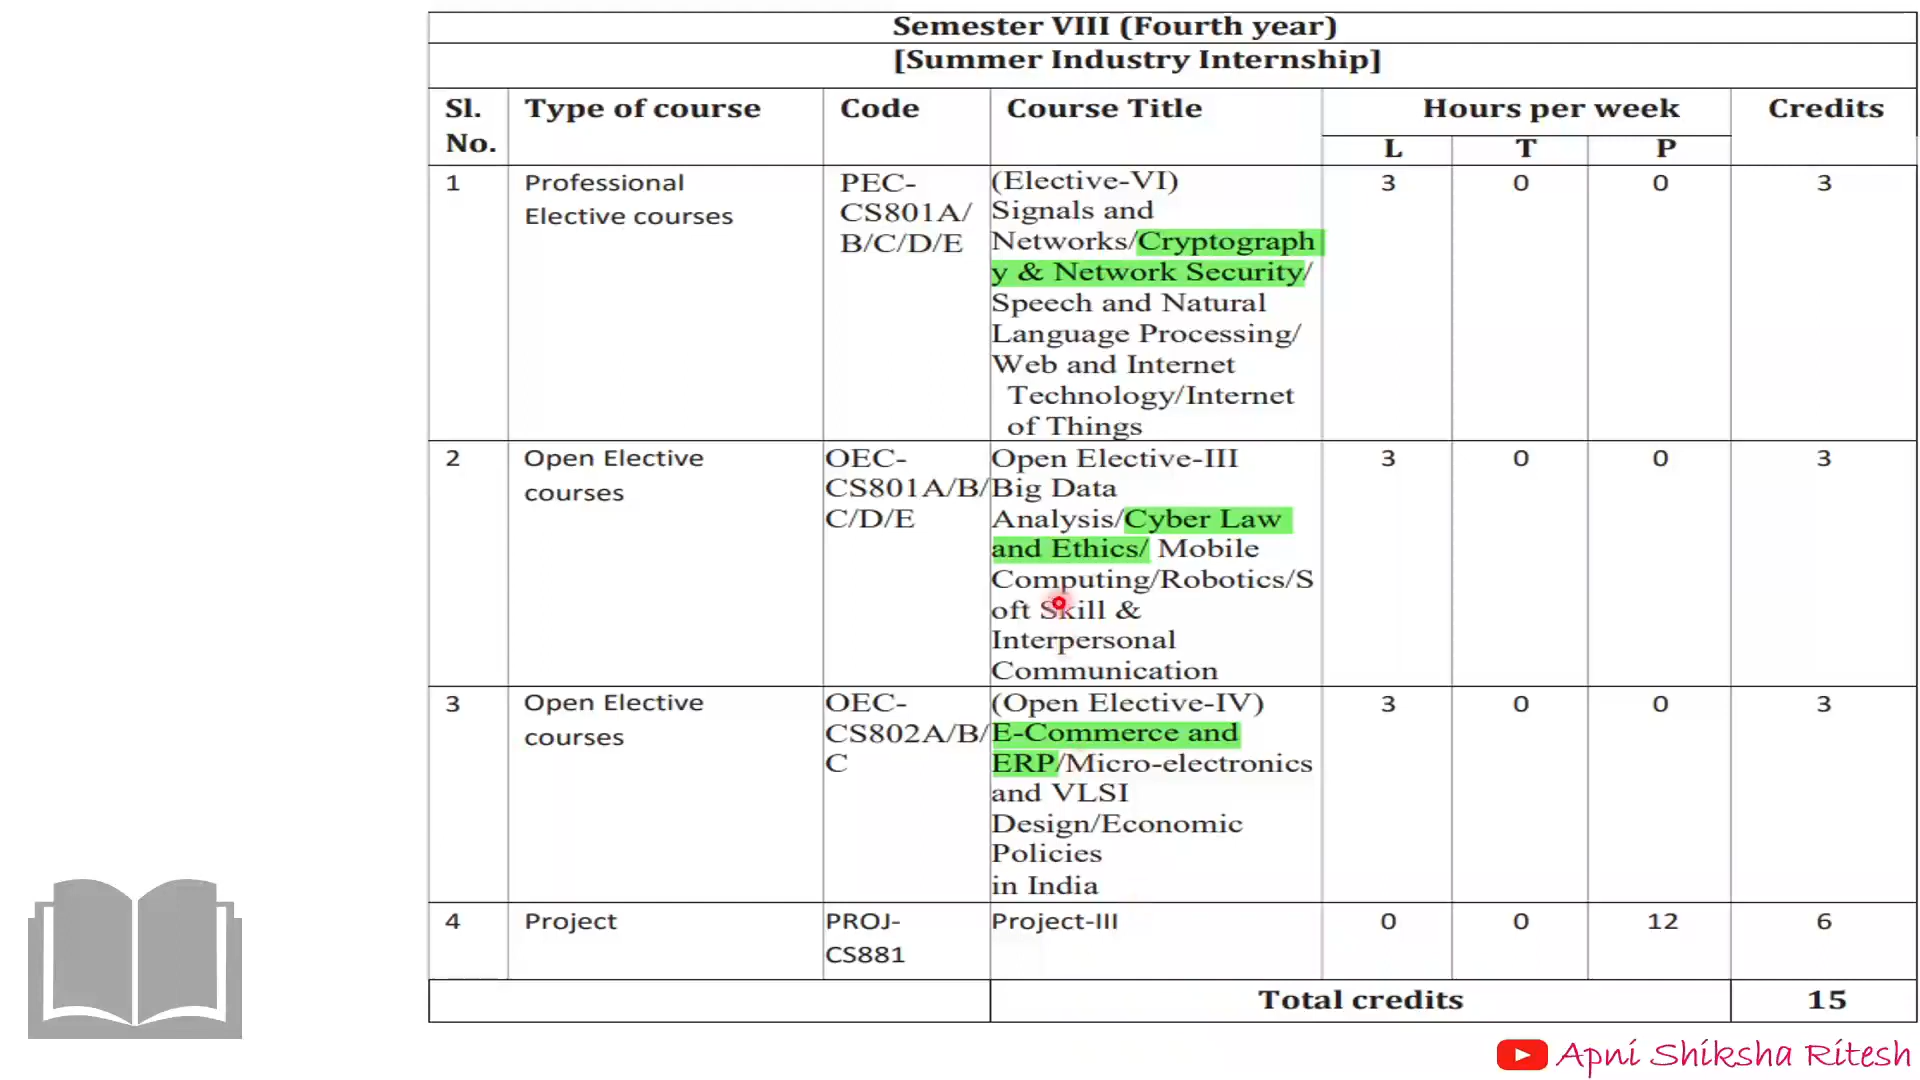 Semester VIII (Fourth year)
[Summer Industry Internship]
Sl. No. Type of course Code Course Title Hours per week Credits
L T P
1 Professional Elective courses PEC-CS801A/B/C/D/E 3 0 0 3
(Elective-VI)
Signals and
Networks/Cryptograph
y & Network Security/
Speech and Natural
Language Processing/
Web and Internet
Technology/Internet
of Things
2 Open Elective courses OEC-CS801A/B/C/D/E 3 0 0 3
Open Elective-III
Big Data
Analysis/Cyber Law
and Ethics/ Mobile
Computing/Robotics/S
oft Skill &
Interpersonal
Communication
3 Open Elective courses OEC-CS802A/B/C 3 0 0 3
(Open Elective-IV)
E-Commerce and
ERP/Micro-electronics
and VLSI
Design/Economic
Policies
in India
4 Project PROJ-CS881 Project-III 0 0 12 6
Total credits 15
Apni Shiksha Ritesh